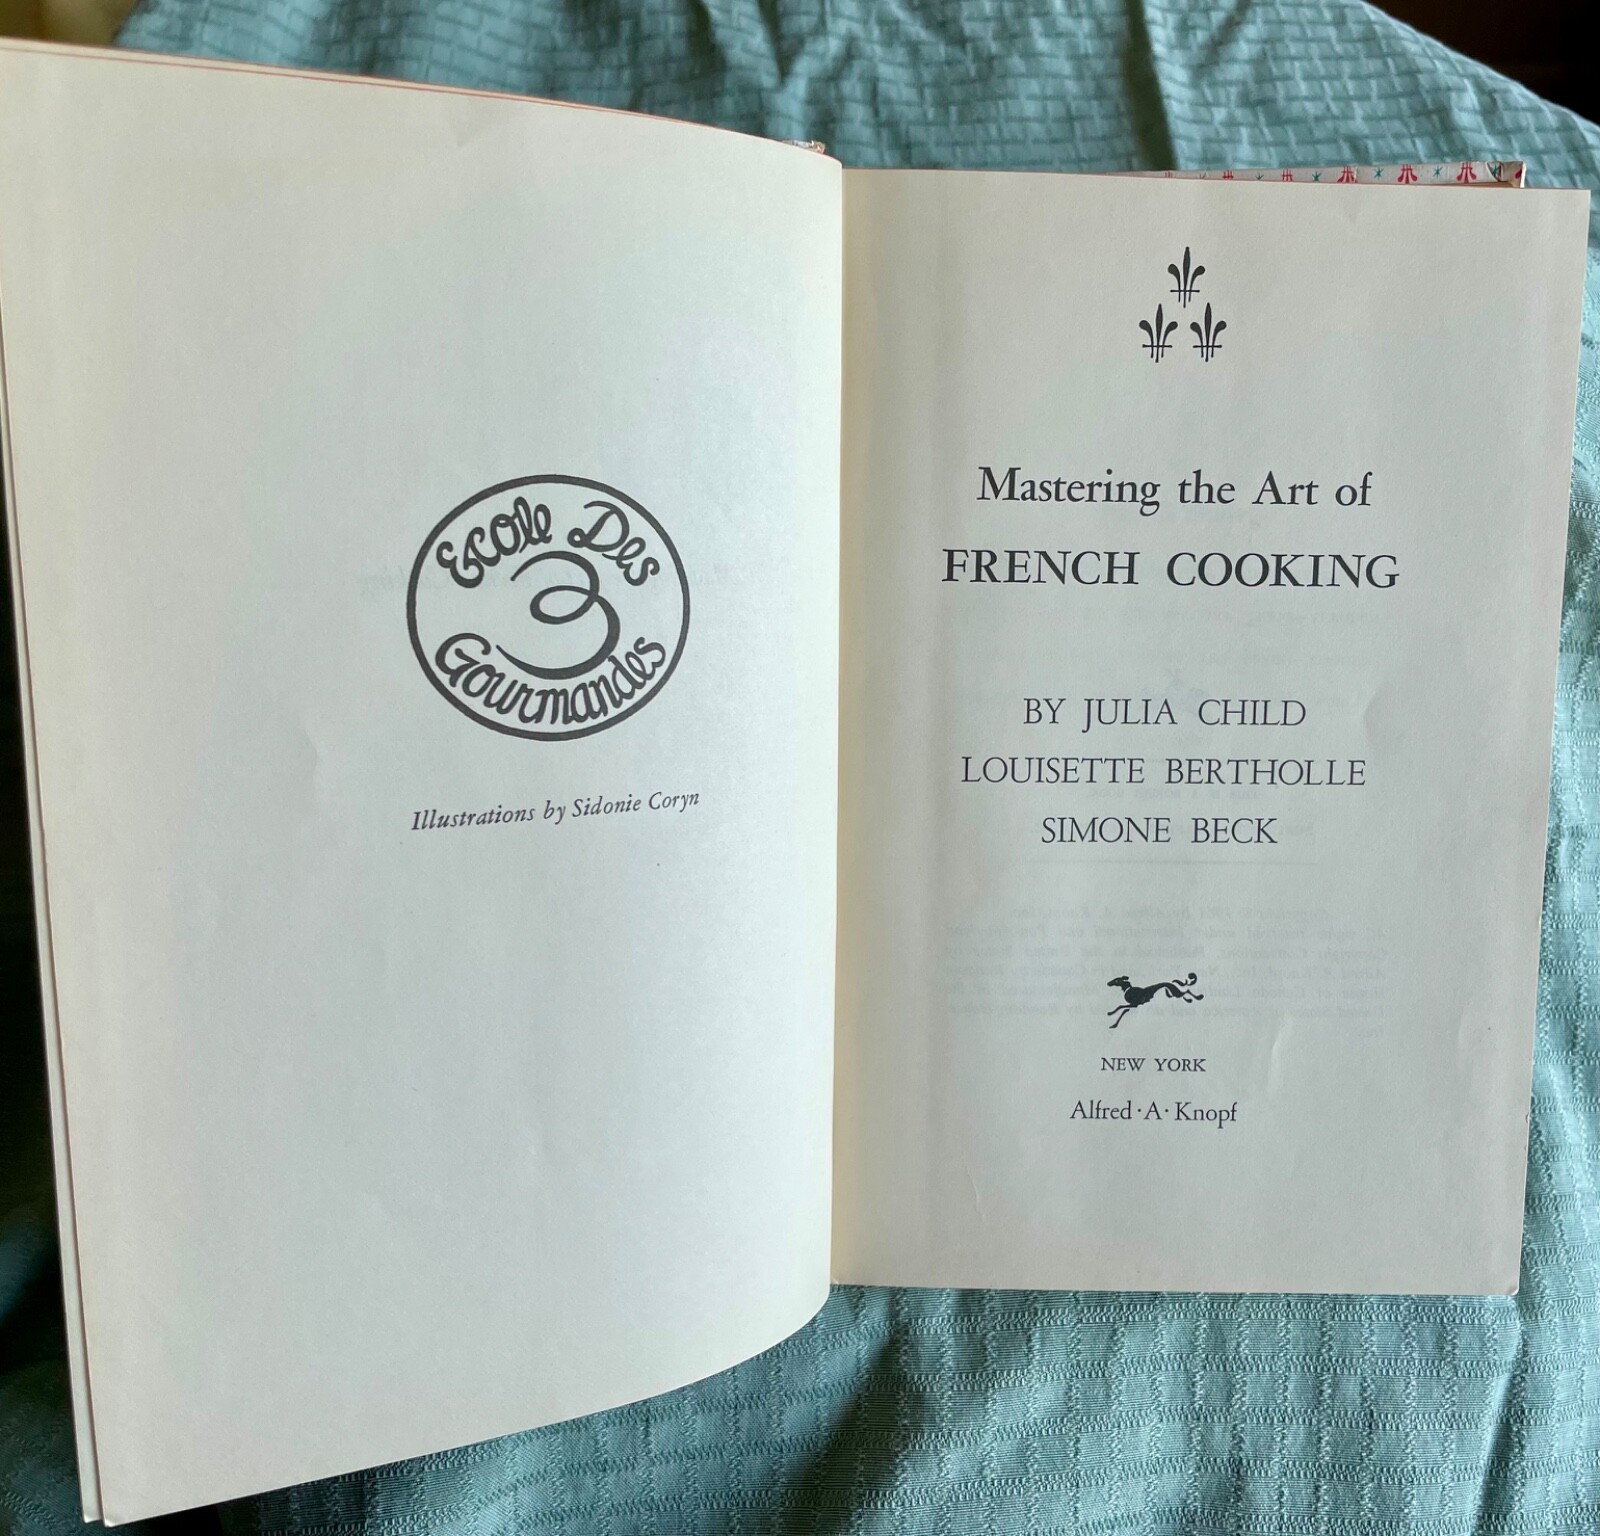 Ecole Des
3
Gourmandes
Illustrations by Sidonie Coryn
Mastering the Art of
FRENCH COOKING
BY JULIA CHILD
LOUISETTE BERTHOLLE
SIMONE BECK
NEW YORK
Alfred·A·Knopf